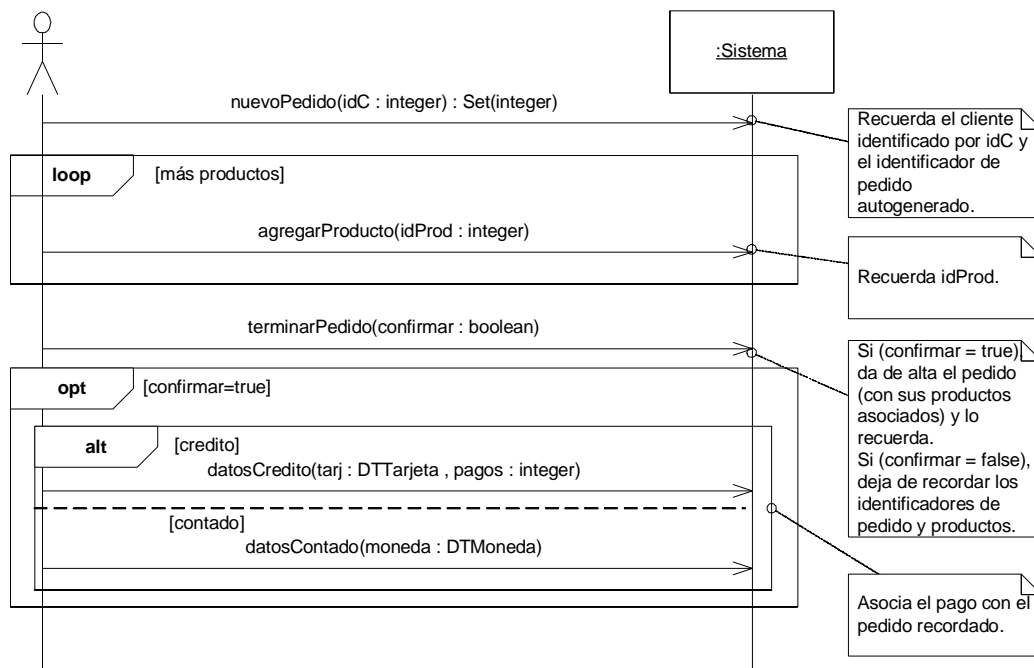 :Sistema
nuevoPedido(idC : integer) : Set(integer)
Recuerda el cliente
identificado por idC y
el identificador de
pedido
autogenerado.
loop
[más productos]
agregarProducto(idProd : integer)
Recuerda idProd.
terminarPedido(confirmar : boolean)
Si (confirmar = true),
da de alta el pedido
(con sus productos
asociados) y lo
recuerda.
Si (confirmar = false),
deja de recordar los
identificadores de
pedido y productos.
opt
[confirmar=true]
alt
[credito]
datosCredito(tarj : DTTarjeta , pagos : integer)
[contado]
datosContado(moneda : DTMoneda)
Asocia el pago con el
pedido recordado.